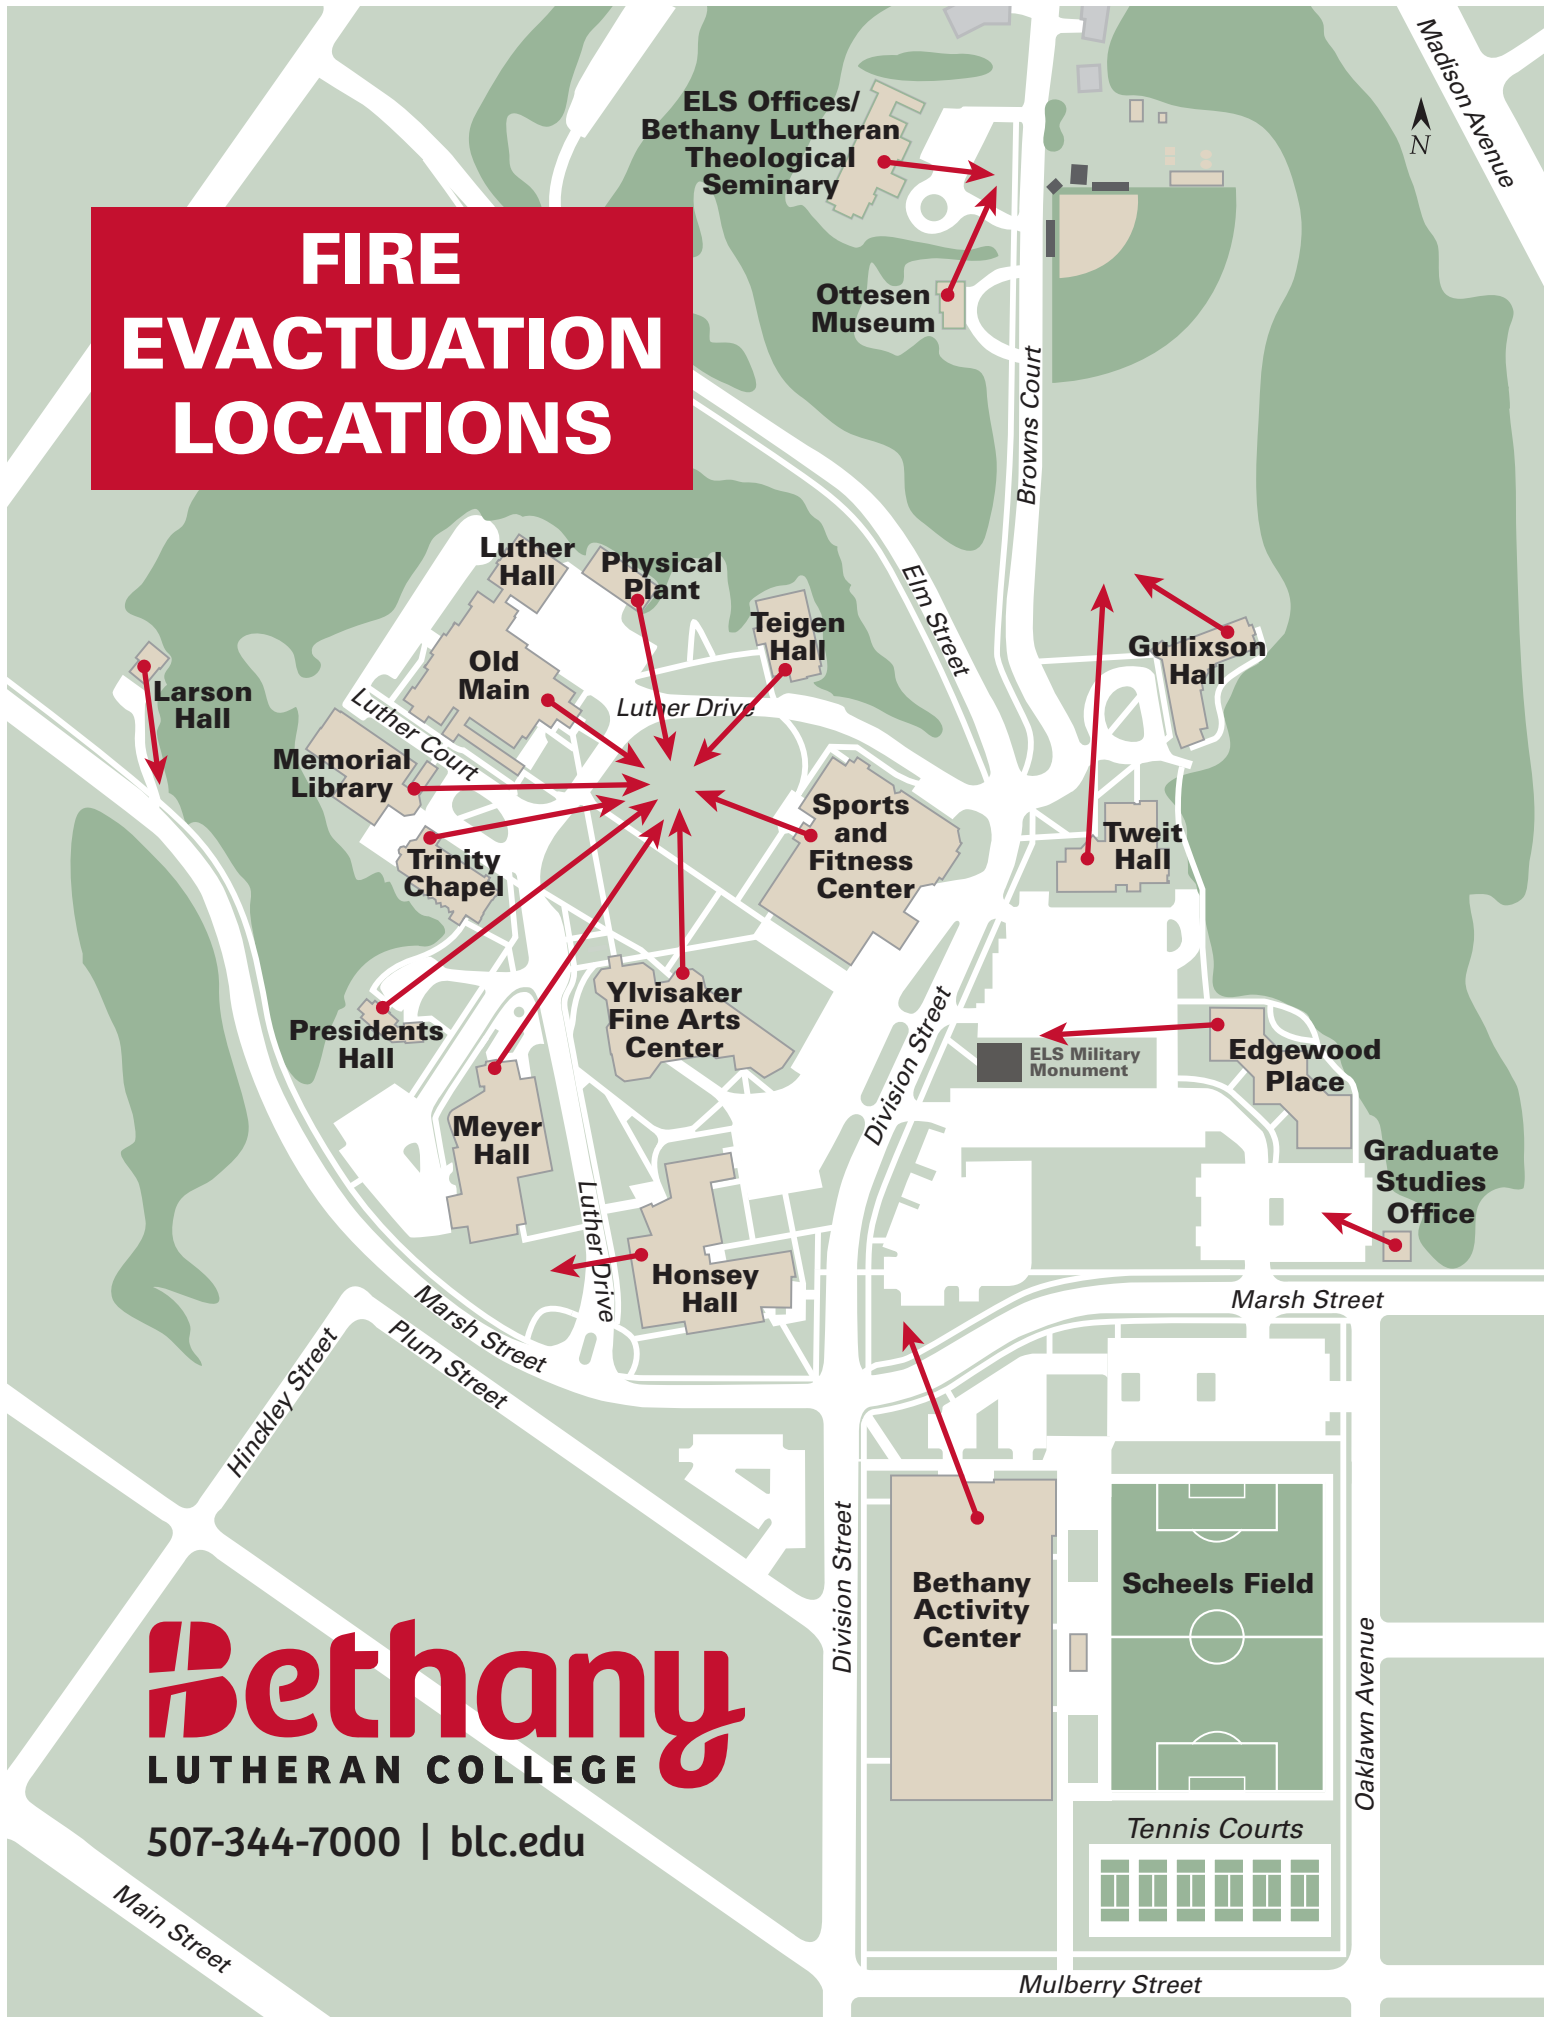 Madison Avenue
ELS Offices/
Bethany Lutheran
Theological
Seminary
N
FIRE
EVACTUATION
LOCATIONS
Ottesen
Museum
Browns Court
Elm Street
Luther
Hall
Physical
Plant
Teigen
Hall
Gullixson
Hall
Old
Main
Larson
Hall
Luther Drive
Luther Court
Memorial
Library
Sports
and
Fitness
Center
Tweit
Hall
Trinity
Chapel
Ylvisaker
Fine Arts
Center
Presidents
Hall
Division Street
ELS Military
Monument
Edgewood
Place
Meyer
Hall
Graduate
Studies
Office
Luther Drive
Honsey
Hall
Marsh Street
Marsh Street
Plum Street
Hinckley Street
Division Street
Bethany
Activity
Center
Scheels Field
Oaklawn Avenue
Bethany
LUTHERAN COLLEGE
507-344-7000 | blc.edu
Tennis Courts
Main Street
Mulberry Street